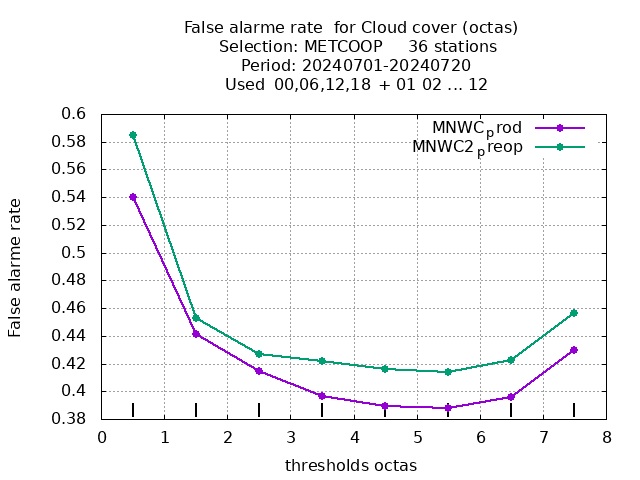 False alarme rate  for Cloud cover (octas)
Selection: METCOOP     36 stations
Period: 20240701-20240720
Used  00,06,12,18 + 01 02 ... 12
MNWCprod
MNWC2preop
0.6
0.58
0.56
0.54
0.52
0.5
0.48
0.46
0.44
0.42
0.4
0.38
False alarme rate
0 1 2 3 4 5 6 7 8
thresholds octas